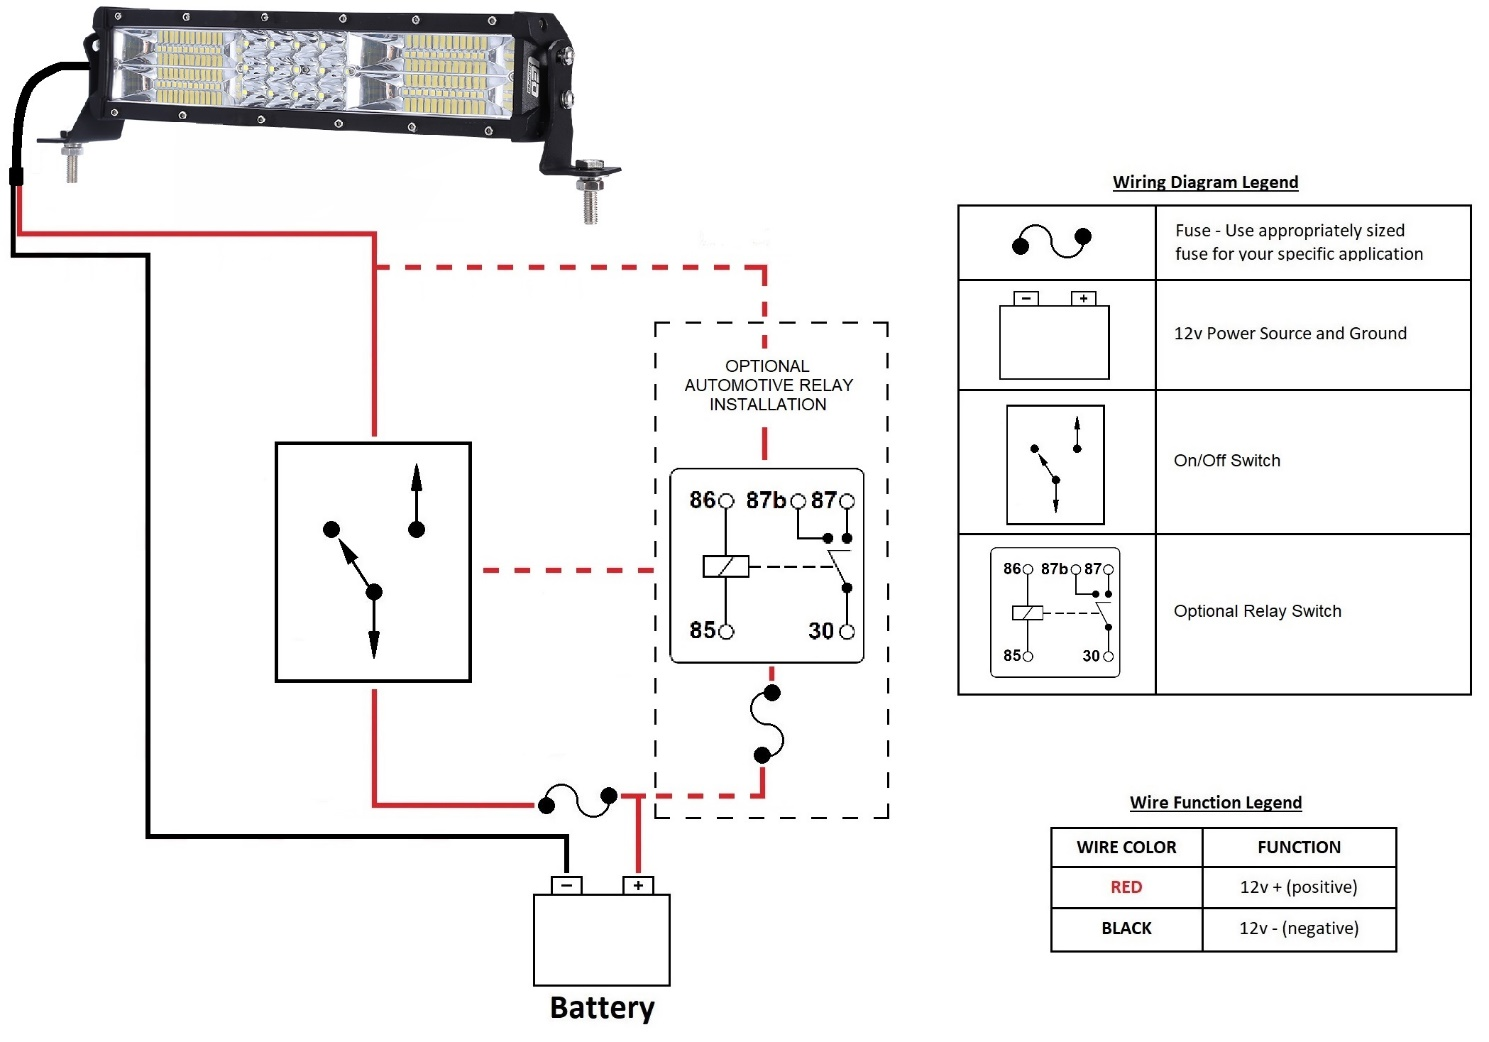 Wiring Diagram Legend
Fuse - Use appropriately sized
fuse for your specific application
- +
12v Power Source and Ground
On/Off Switch
86 87b 87
85 30
Optional Relay Switch
OPTIONAL
AUTOMOTIVE RELAY
INSTALLATION
86 87b 87
85 30
- +
Battery
Wire Function Legend
WIRE COLOR FUNCTION
RED 12v + (positive)
BLACK 12v - (negative)